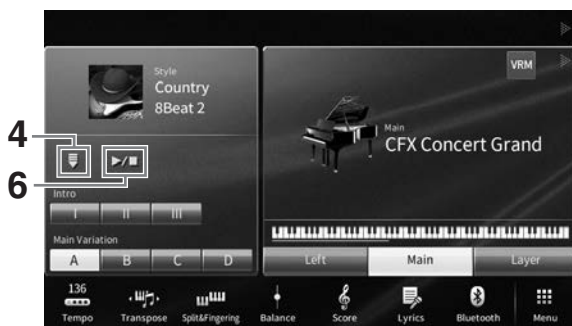 VRM
Style
Country
8Beat 2
4
6
Main
CFX Concert Grand
Intro
I II III
Main Variation
A B C D
Left Main Layer
136
Tempo Transpose Split&Fingering Balance Score Lyrics Bluetooth Menu